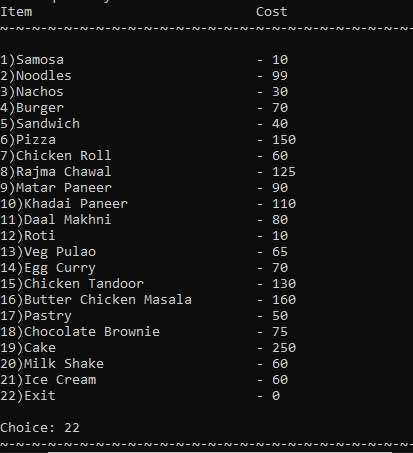 Item Cost
~-~-~-~-~-~-~-~-~-~-~-~-~-~-~-~-~-~-~-~-~-~-~-~-~-~-
1)Samosa - 10
2)Noodles - 99
3)Nachos - 30
4)Burger - 70
5)Sandwich - 40
6)Pizza - 150
7)Chicken Roll - 60
8)Rajma Chawal - 125
9)Matar Paneer - 90
10)Khadai Paneer - 110
11)Daal Makhni - 80
12)Roti - 10
13)Veg Pulao - 65
14)Egg Curry - 70
15)Chicken Tandoor - 130
16)Butter Chicken Masala - 160
17)Pastry - 50
18)Chocolate Brownie - 75
19)Cake - 250
20)Milk Shake - 60
21)Ice Cream - 60
22)Exit - 0
Choice: 22
~-~-~-~-~-~-~-~-~-~-~-~-~-~-~-~-~-~-~-~-~-~-~-~-~-~-